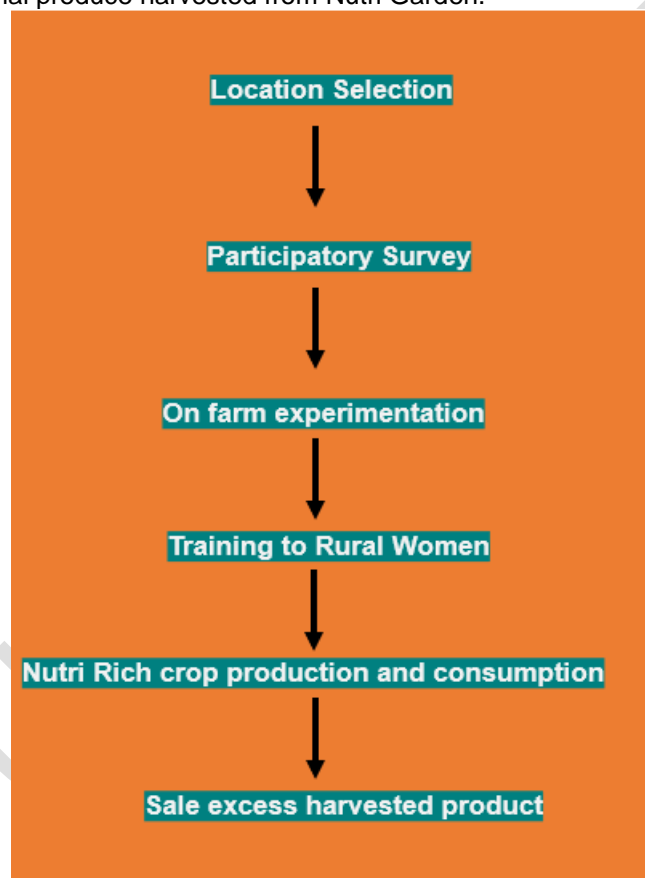 produce harvested from Nutri Garden.
Location Selection
Participatory Survey
On farm experimentation
Training to Rural Women
Nutri Rich crop production and consumption
Sale excess harvested product